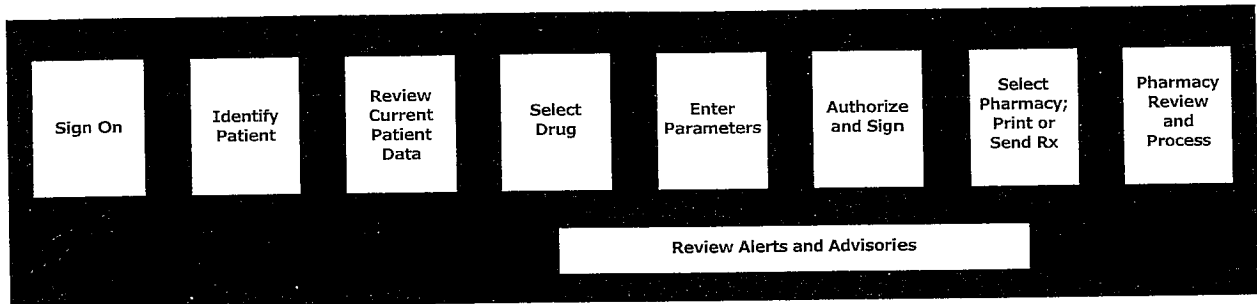 Sign On
Identify
Patient
Review
Current
Patient
Data
Select
Drug
Enter
Parameters
Authorize
and Sign
Select
Pharmacy;
Print or
Send Rx
Pharmacy
Review
and
Process
Review Alerts and Advisories